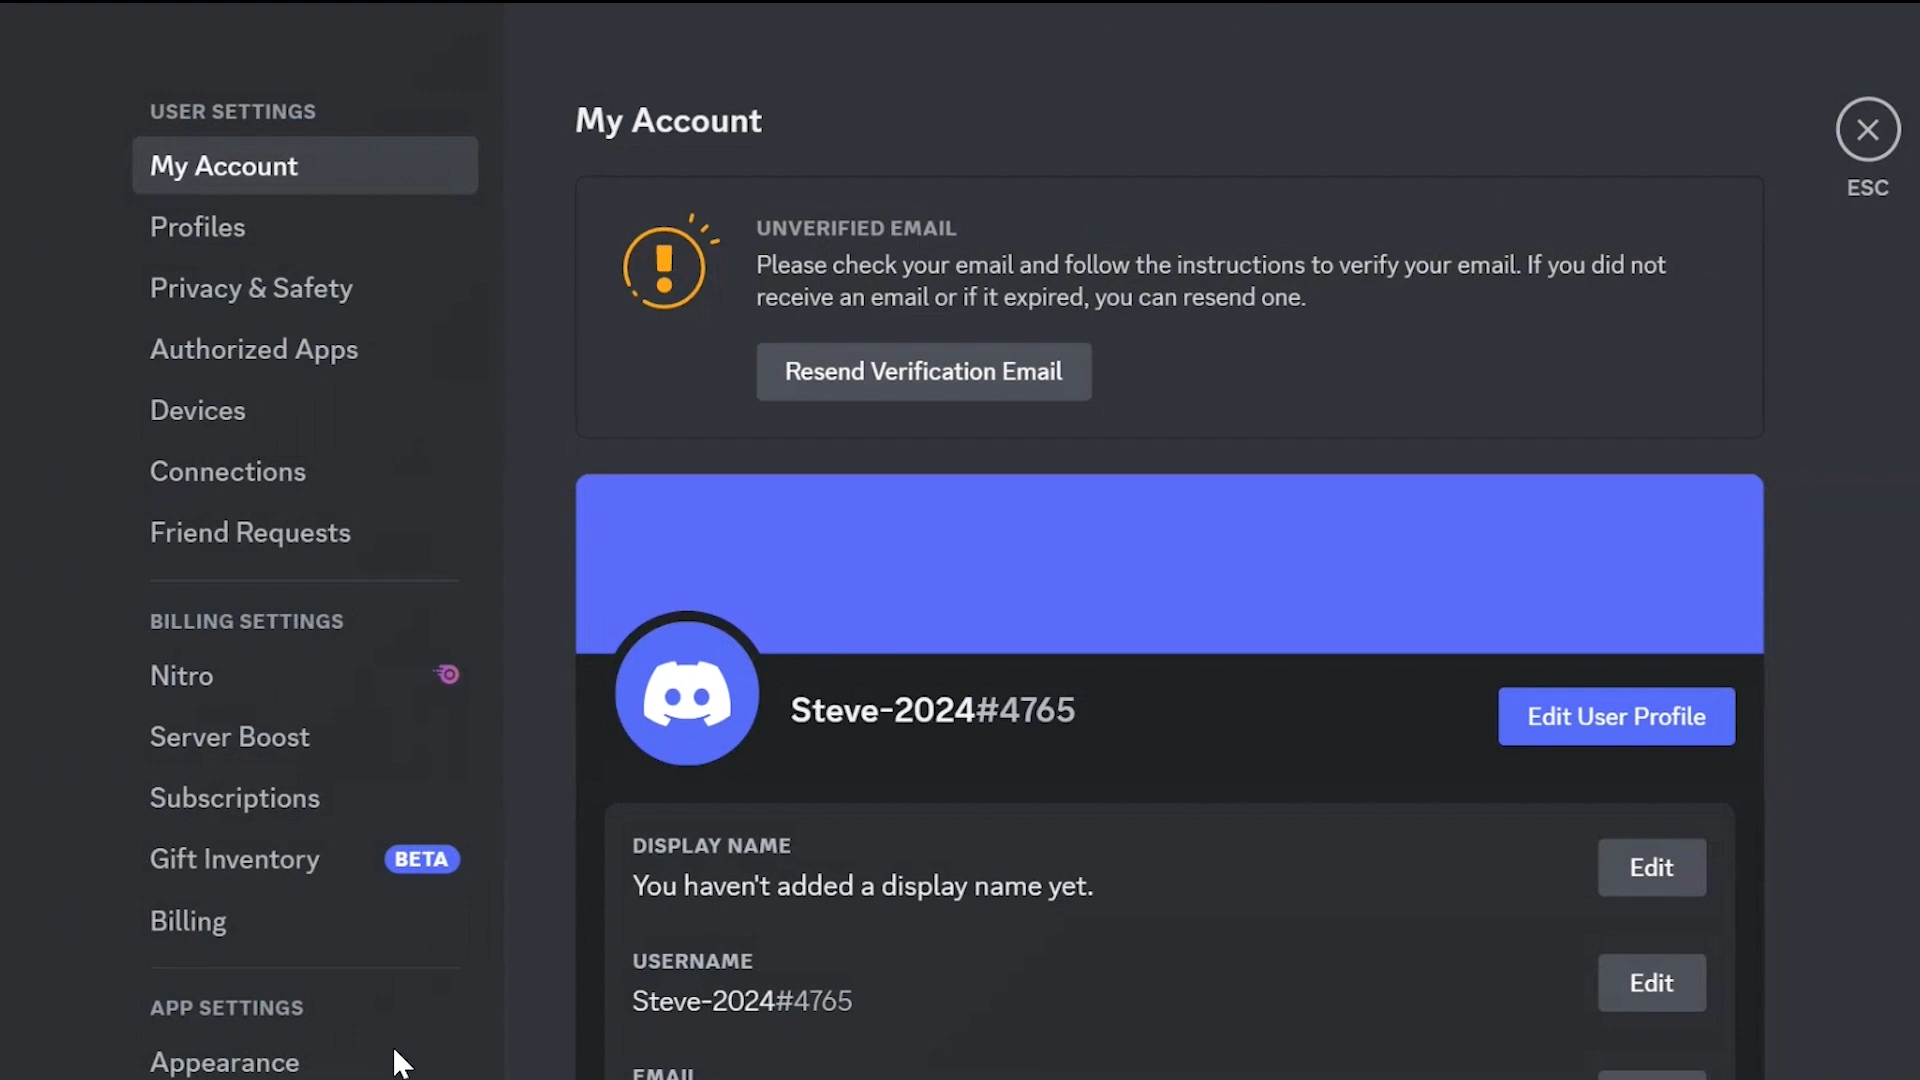 USER SETTINGS
My Account
Profiles
Privacy & Safety
Authorized Apps
Devices
Connections
Friend Requests
BILLING SETTINGS
Nitro
Server Boost
Subscriptions
Gift Inventory BETA
Billing
APP SETTINGS
Appearance
My Account
ESC
UNVERIFIED EMAIL
Please check your email and follow the instructions to verify your email. If you did not
receive an email or if it expired, you can resend one.
Resend Verification Email
Steve-2024#4765
Edit User Profile
DISPLAY NAME
You haven't added a display name yet.
Edit
USERNAME
Steve-2024#4765
Edit
EMAIL